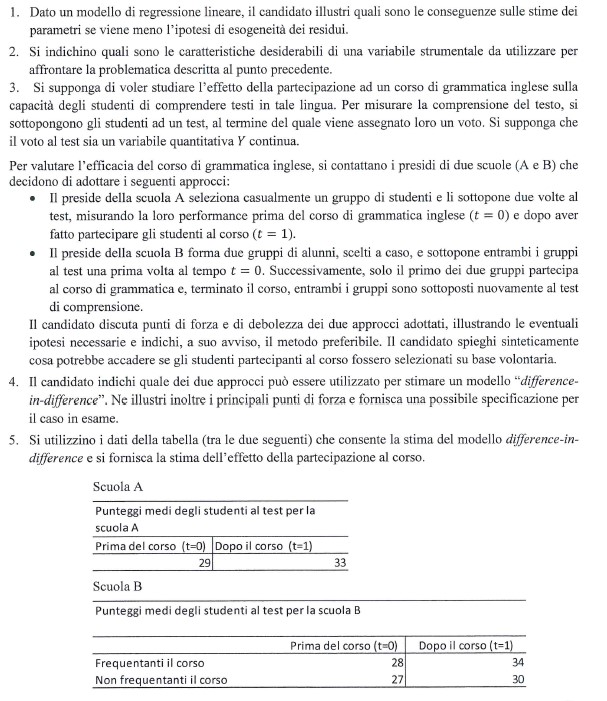 1. Dato un modello di regressione lineare, il candidato illustri quali sono le conseguenze sulle stime dei
parametri se viene meno l'ipotesi di esogeneità dei residui.
2. Si indichino quali sono le caratteristiche desiderabili di una variabile strumentale da utilizzare per
affrontare la problematica descritta al punto precedente.
3. Si supponga di voler studiare l'effetto della partecipazione ad un corso di grammatica inglese sulla
capacità degli studenti di comprendere testi in tale lingua. Per misurare la comprensione del testo, si
sottopongono gli studenti ad un test, al termine del quale viene assegnato loro un voto. Si supponga che
il voto al test sia un variabile quantitativa Y continua.
Per valutare l'efficacia del corso di grammatica inglese, si contattano i presidi di due scuole (A e B) che
decidono di adottare i seguenti approcci:
• Il preside della scuola A seleziona casualmente un gruppo di studenti e li sottopone due volte al
test, misurando la loro performance prima del corso di grammatica inglese (t = 0) e dopo aver
fatto partecipare gli studenti al corso (t = 1).
• Il preside della scuola B forma due gruppi di alunni, scelti a caso, e sottopone entrambi i gruppi
al test una prima volta al tempo t = 0. Successivamente, solo il primo dei due gruppi partecipa
al corso di grammatica e, terminato il corso, entrambi i gruppi sono sottoposti nuovamente al test
di comprensione.
Il candidato discuta punti di forza e di debolezza dei due approcci adottati, illustrando le eventuali
ipotesi necessarie e indichi, a suo avviso, il metodo preferibile. Il candidato spieghi sinteticamente
cosa potrebbe accadere se gli studenti partecipanti al corso fossero selezionati su base volontaria.
4. Il candidato indichi quale dei due approcci può essere utilizzato per stimare un modello "difference-
in-difference". Ne illustri inoltre i principali punti di forza e fornisca una possibile specificazione per
il caso in esame.
5. Si utilizzino i dati della tabella (tra le due seguenti) che consente la stima del modello difference-in-
difference e si fornisca la stima dell'effetto della partecipazione al corso.
Scuola A
Punteggi medi degli studenti al test per la
scuola A
Prima del corso (t=0) Dopo il corso (t=1)
29 33
Scuola B
Punteggi medi degli studenti al test per la scuola B
Prima del corso (t=0) Dopo il corso (t=1)
Frequentanti il corso 28 34
Non frequentanti il corso 27 30